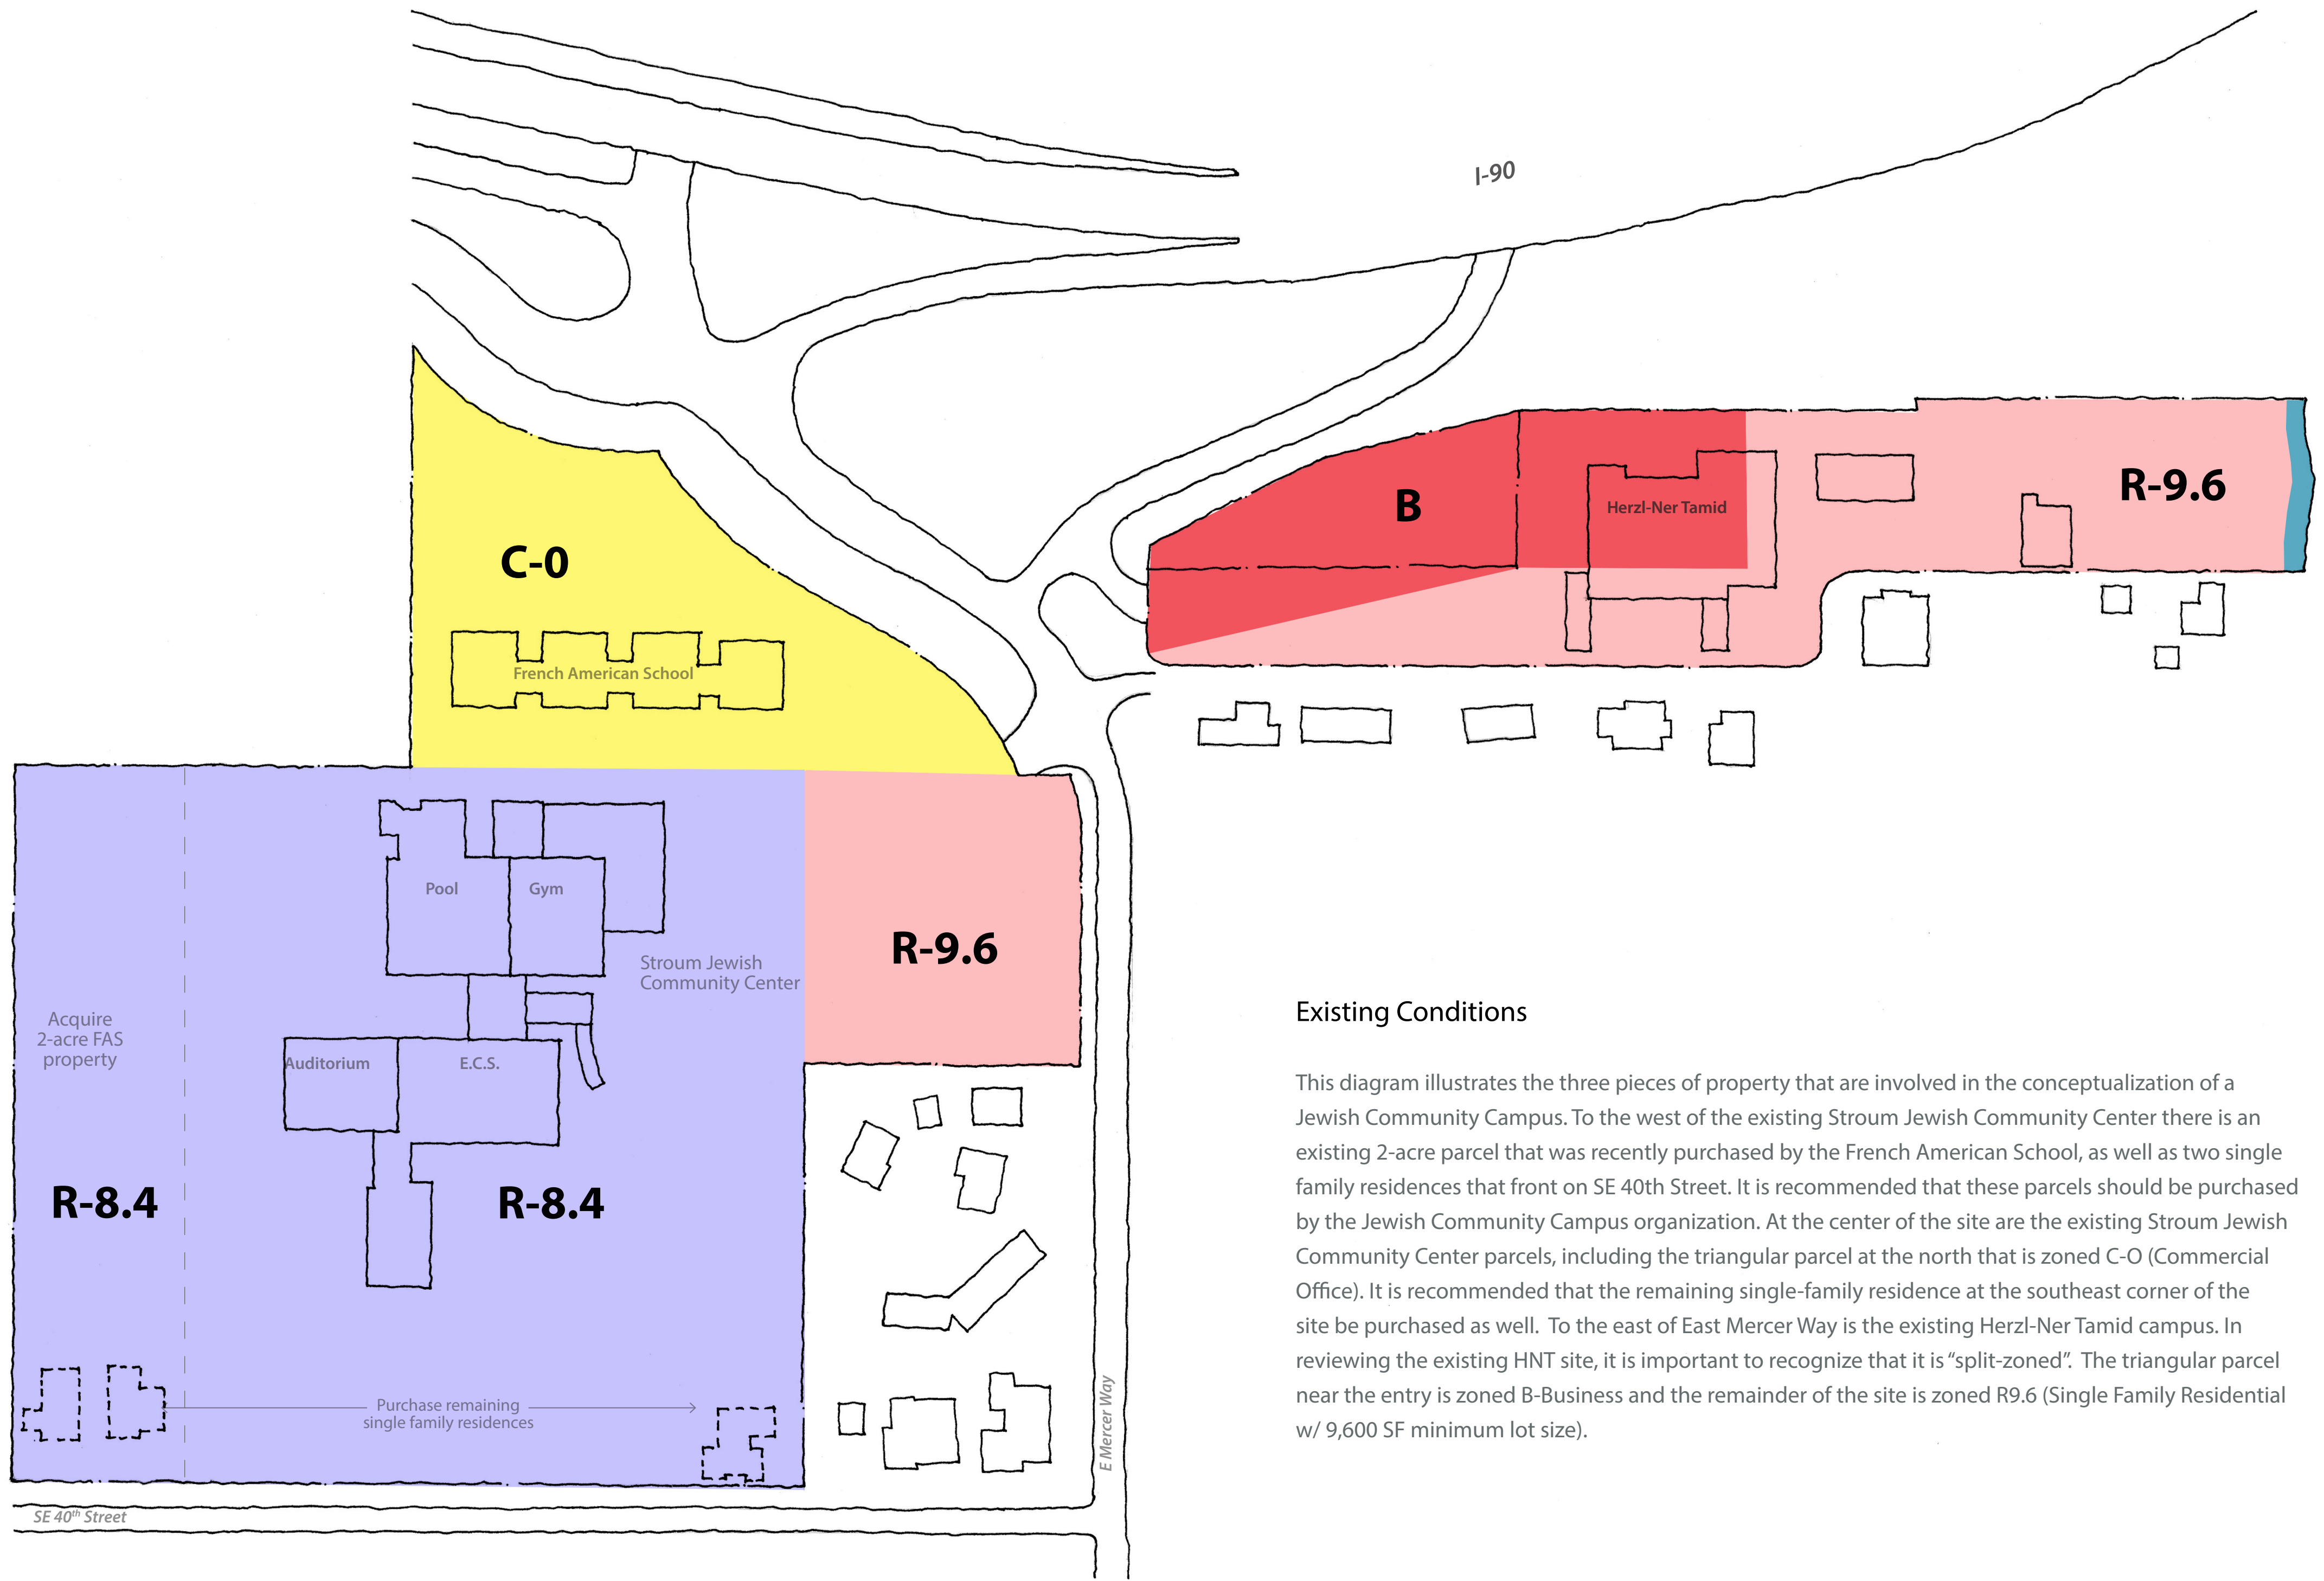 I-90
B
Herzl-Ner Tamid
R-9.6
C-0
French American School
Pool
Gym
Stroum Jewish
Community Center
R-9.6
Acquire
2-acre FAS
property
Auditorium
E.C.S.
R-8.4
R-8.4
Purchase remaining
single family residences
E Mercer Way
SE 40th Street
Existing Conditions
This diagram illustrates the three pieces of property that are involved in the conceptualization of a
Jewish Community Campus. To the west of the existing Stroum Jewish Community Center there is an
existing 2-acre parcel that was recently purchased by the French American School, as well as two single
family residences that front on SE 40th Street. It is recommended that these parcels should be purchased
by the Jewish Community Campus organization. At the center of the site are the existing Stroum Jewish
Community Center parcels, including the triangular parcel at the north that is zoned C-O (Commercial
Office). It is recommended that the remaining single-family residence at the southeast corner of the
site be purchased as well.  To the east of East Mercer Way is the existing Herzl-Ner Tamid campus. In
reviewing the existing HNT site, it is important to recognize that it is “split-zoned”.  The triangular parcel
near the entry is zoned B-Business and the remainder of the site is zoned R9.6 (Single Family Residential
w/ 9,600 SF minimum lot size).